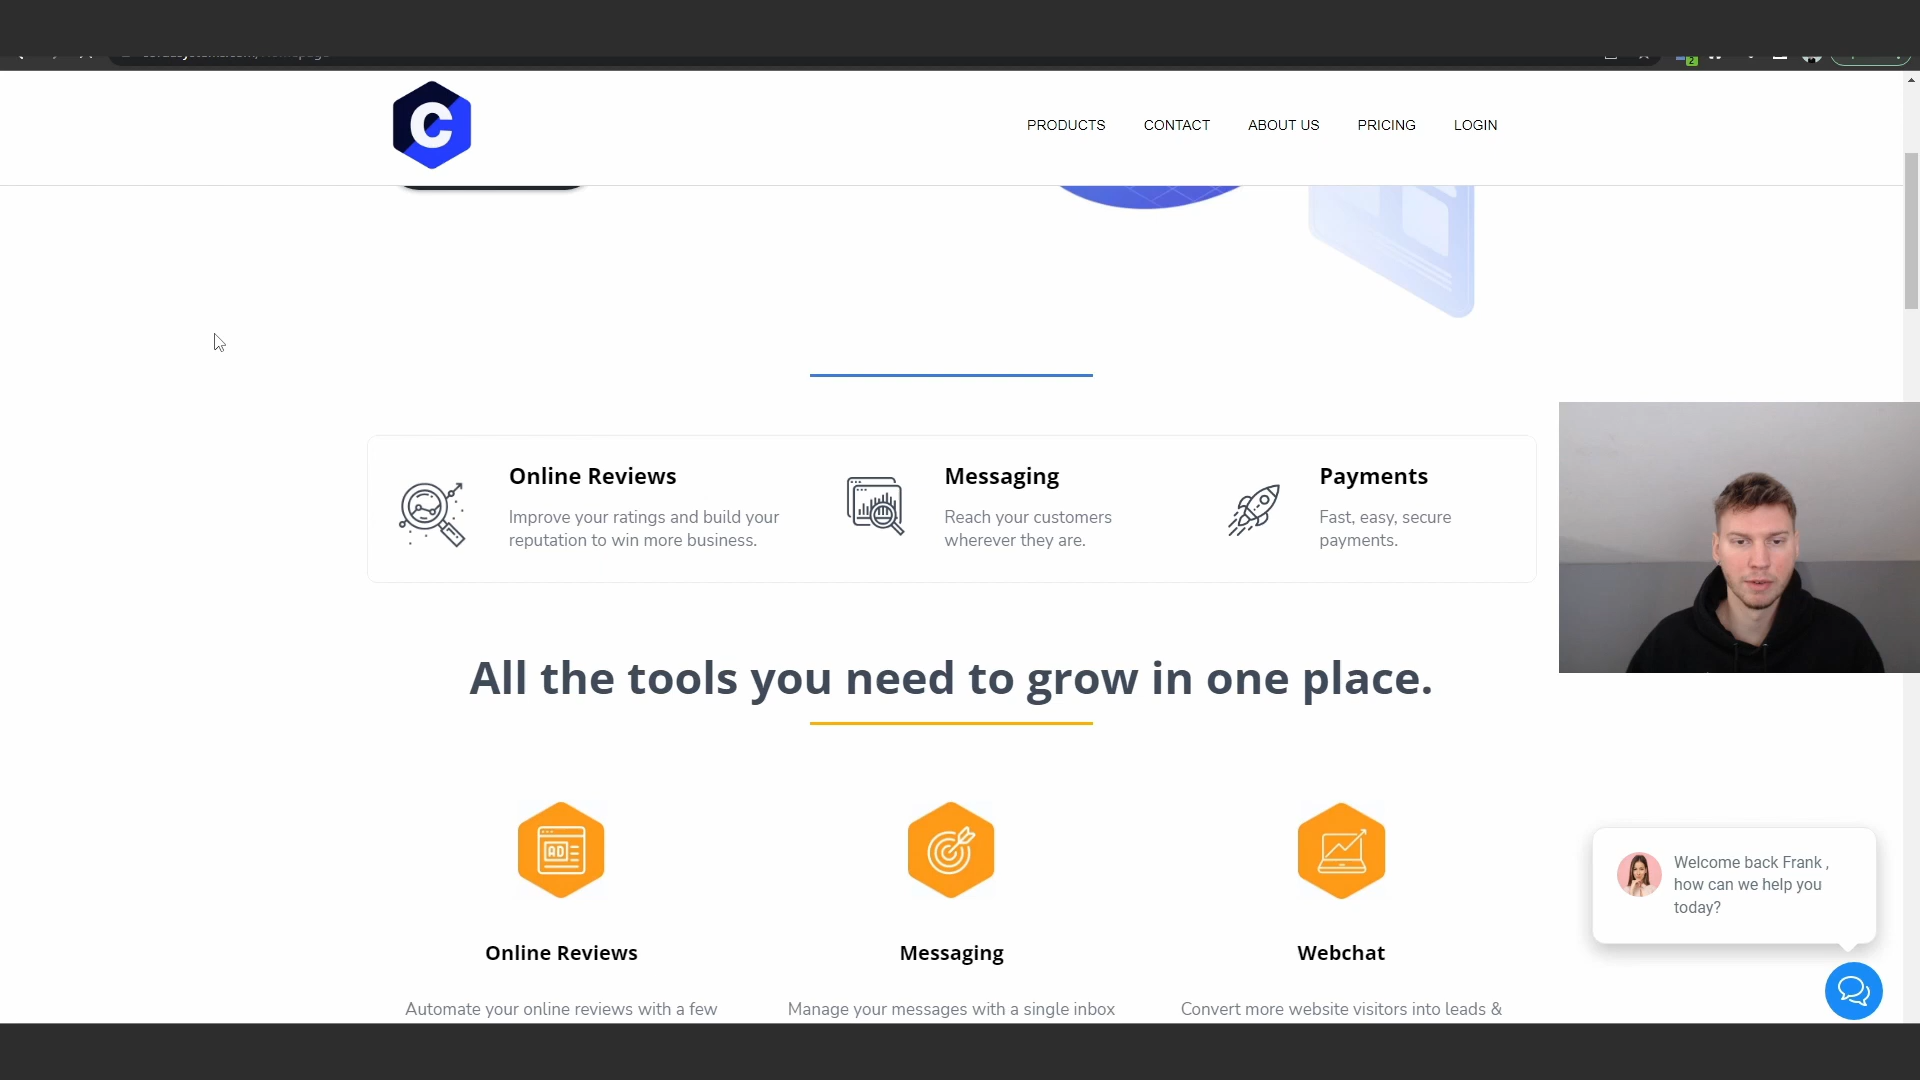 C
PRODUCTS
CONTACT
ABOUT US
PRICING
LOGIN
Online Reviews
Improve your ratings and build your
reputation to win more business.
Messaging
Reach your customers
wherever they are.
Payments
Fast, easy, secure
payments.
All the tools you need to grow in one place.
AD
Online Reviews
Automate your online reviews with a few
Messaging
Manage your messages with a single inbox
Webchat
Convert more website visitors into leads &
Welcome back Frank ,
how can we help you
today?
2